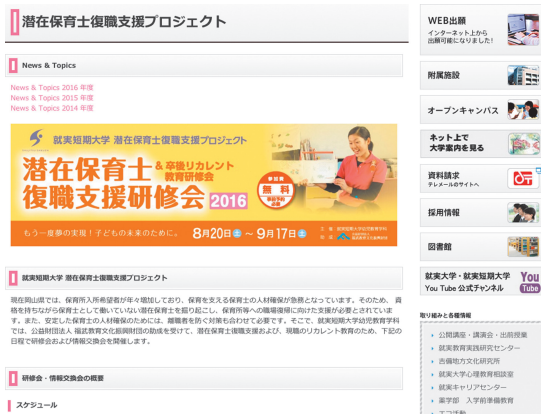 潜在保育士復職支援プロジェクト
News & Topics
News & Topics 2016 年度
News & Topics 2015 年度
News & Topics 2014 年度
就実短期大学 潜在保育士復職支援プロジェクト
潜在保育士 & 卒後リカレント教育研修会
復職支援研修会 2016
参加費
無料
事前予約必要
もう一度夢の実現!子どもの未来のために。
8月20日土 ~ 9月17日土
主 催
就実短期大学 潜在保育士復職支援プロジェクト
現在岡山県では、保育所入所希望者が年々増加しており、保育を支える保育士の人材確保が急務となっています。そのため、 資
格を持ちながら保育士として働いていない潜在保育士を掘り起こし、保育所等への職場復帰に向けた支援が必要とされていま
す。また、安定した保育士の人材確保のためには、離職者を防ぐ対策も合わせて必要です。そこで、就実短期大学幼児教育学科
では、公益財団法人 福武教育文化振興財団の助成を受けて、潜在保育士復職支援および、現職のリカレント教育のため、下記の
日程で研修会および情報交換会を開催します。
研修会・情報交換会の概要
スケジュール
WEB出願
インターネット上から
出願可能になりました!
附属施設
オープンキャンパス
ネット上で
大学案内を見る
資料請求
テレメールのサイトへ
採用情報
図書館
就実大学・就実短期大学
You Tube 公式チャンネル
You
Tube
取り組みと各種情報
公開講座・講演会・出前授業
就実教育実践研究センター
吉備地方文化研究所
就実大学心理教育相談室
就実キャリアセンター
薬学部 入学前準備教育
エコ活動